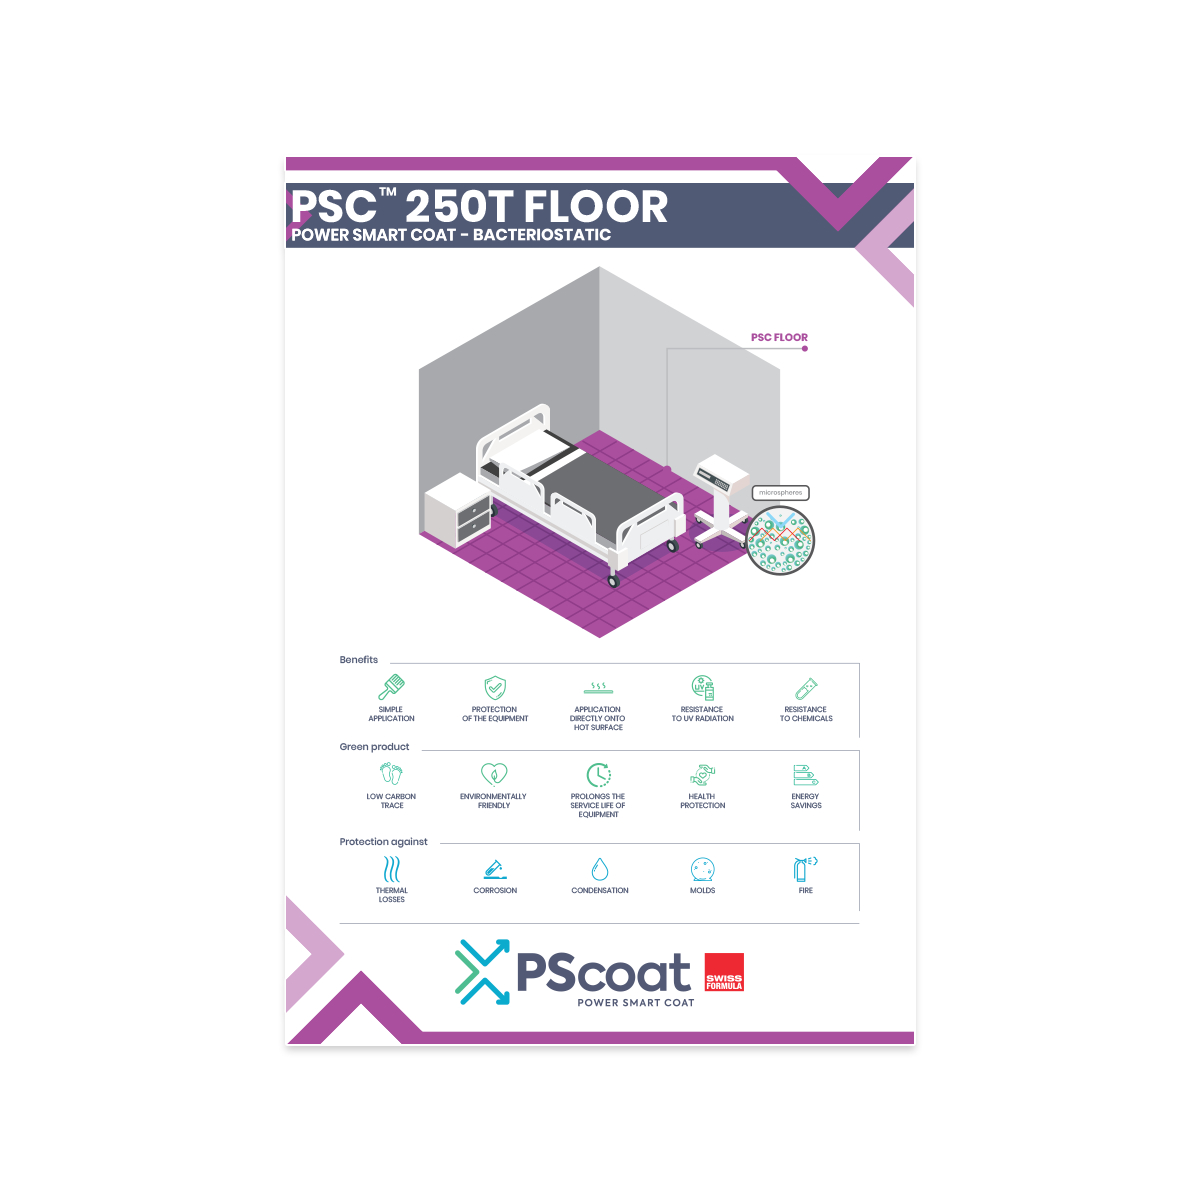 PSC™ 250T FLOOR
POWER SMART COAT - BACTERIOSTATIC
PSC FLOOR
microspheres
Benefits
SIMPLE
APPLICATION
PROTECTION
OF THE EQUIPMENT
APPLICATION
DIRECTLY ONTO
HOT SURFACE
RESISTANCE
TO UV RADIATION
RESISTANCE
TO CHEMICALS
UV
Green product
LOW CARBON
TRACE
ENVIRONMENTALLY
FRIENDLY
PROLONGS THE
SERVICE LIFE OF
EQUIPMENT
HEALTH
PROTECTION
ENERGY
SAVINGS
Protection against
THERMAL
LOSSES
CORROSION
CONDENSATION
MOLDS
FIRE
PScoat
POWER SMART COAT
SWISS
FORMULA